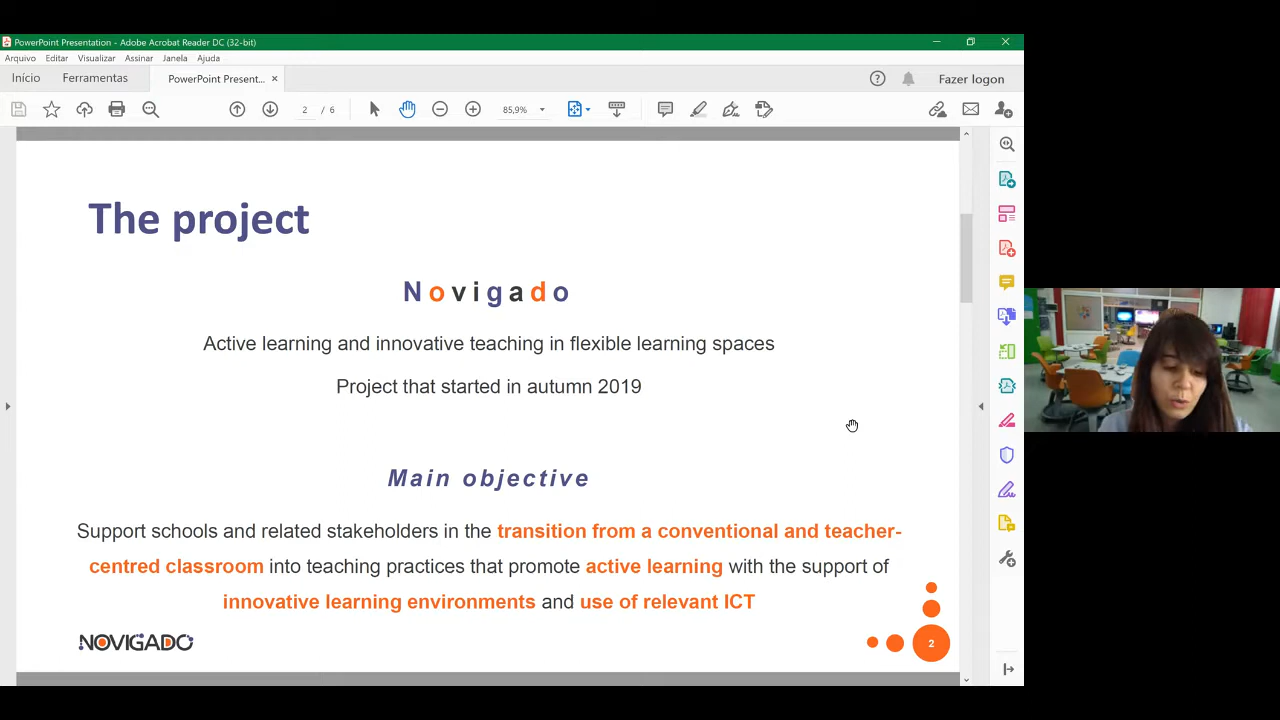 PowerPoint Presentation - Adobe Acrobat Reader DC (32-bit)
Arquivo Editar Visualizar Assinar Janela Ajuda
Início Ferramentas PowerPoint Present... × Fazer logon
2 / 6 85,9%
The project
Novigado
Active learning and innovative teaching in flexible learning spaces
Project that started in autumn 2019
Main objective
Support schools and related stakeholders in the transition from a conventional and teacher-
centred classroom into teaching practices that promote active learning with the support of
innovative learning environments and use of relevant ICT
NOVIGADO
2